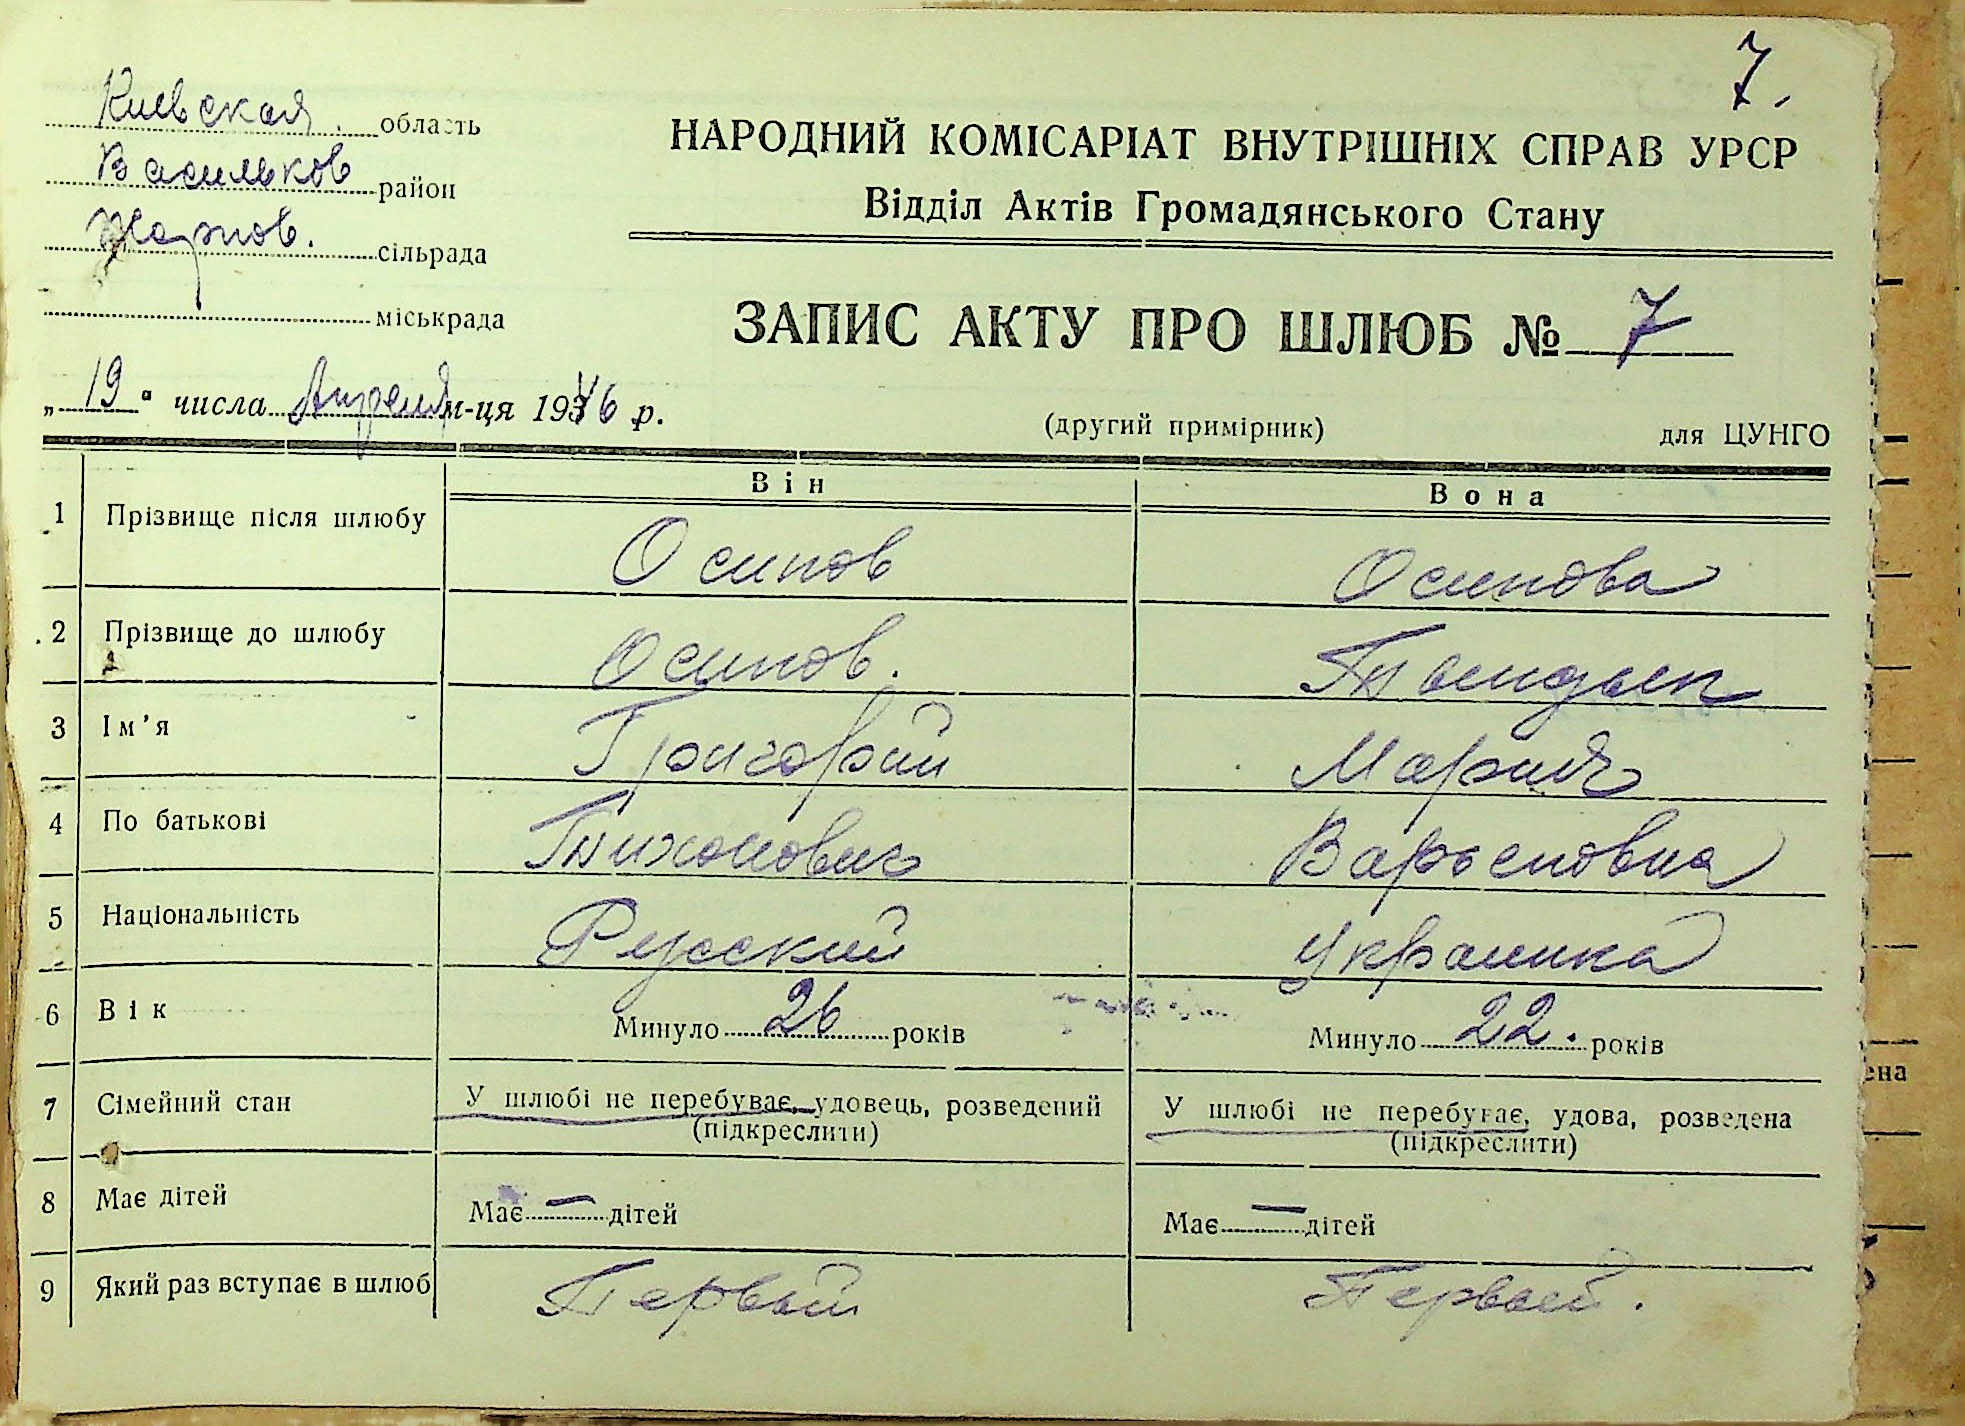 7.
Киевская область
Васильков район
сільрада
міськрада
НАРОДНИЙ КОМІСАРІАТ ВНУТРІШНІХ СПРАВ УРСР
Відділ Актів Громадянського Стану
ЗАПИС АКТУ ПРО ШЛЮБ № 7
„19" числа Апреля м-ця 1946 р.
(другий примірник) для ЦУНГО
Він Вона
1 Прізвище після шлюбу Осипов Осипова
2 Прізвище до шлюбу Осипов.
3 Ім'я Григорий Мария
4 По батькові Тихонович
5 Національність Русский Украинка
6 Вік Минуло 26 років Минуло 22. років
7 Сімейний стан У шлюбі не перебуває, удовець, розведений У шлюбі не перебуває, удова, розведена
(підкреслити) (підкреслити)
8 Має дітей Має — дітей Має — дітей
9 Який раз вступає в шлюб Первый Первый.